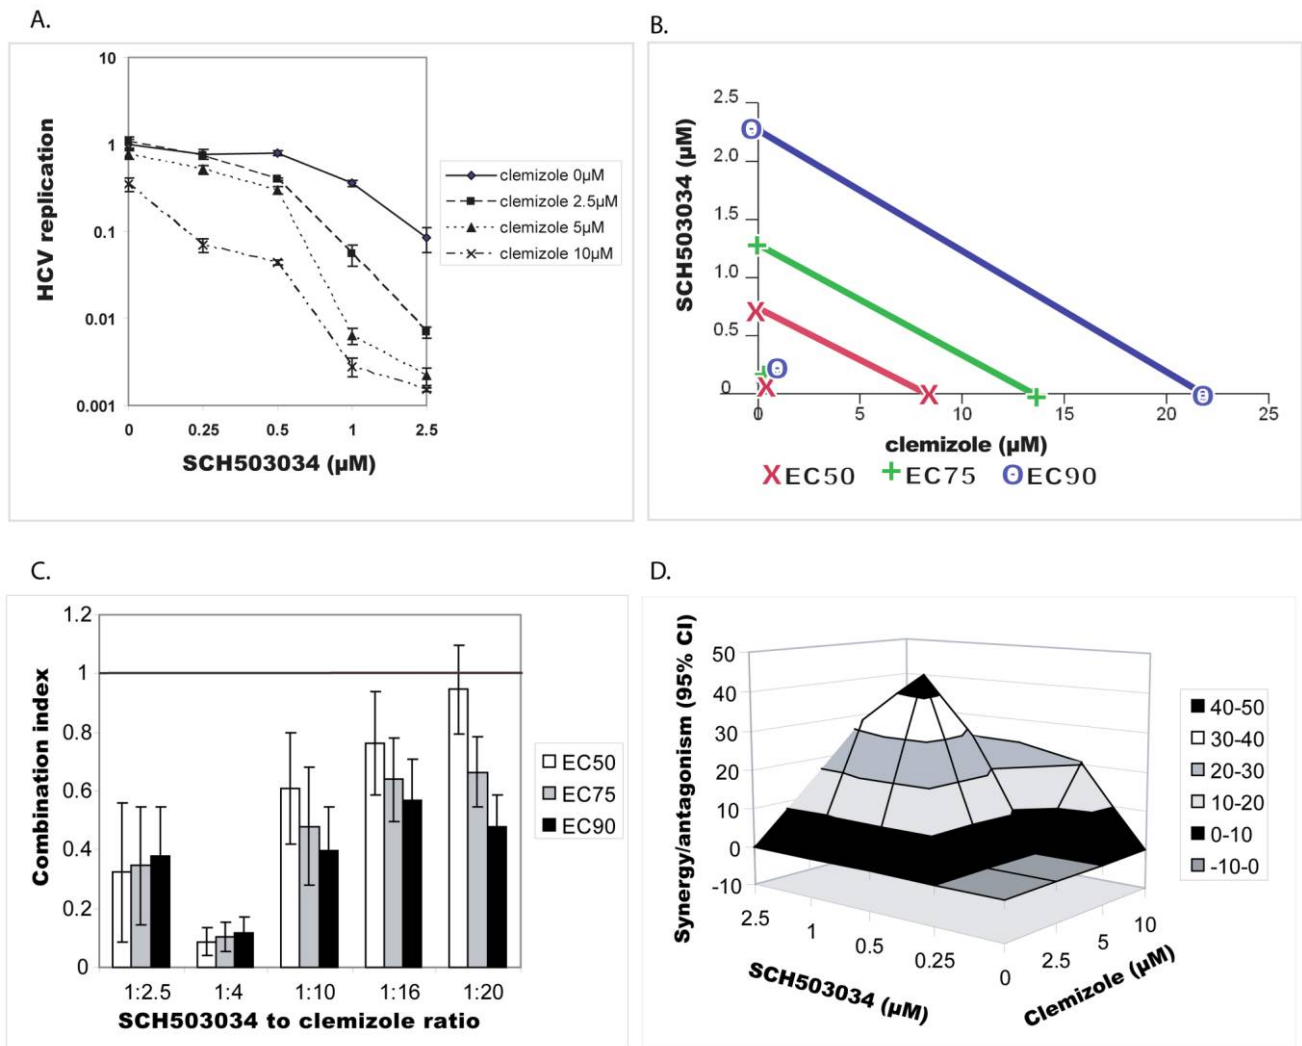 A.
10
1
0.1
0.01
0.001
HCV replication
0 0.25 0.5 1 2.5
SCH503034 (µM)
clemizole 0µM
clemizole 2.5µM
clemizole 5µM
clemizole 10µM
B.
2.5
2.0
1.5
1.0
0.5
0
SCH503034 (µM)
0 5 10 15 20 25
clemizole (µM)
X EC50 + EC75 O EC90
C.
1.2
1
0.8
0.6
0.4
0.2
0
Combination index
1:2.5 1:4 1:10 1:16 1:20
SCH503034 to clemizole ratio
EC50
EC75
EC90
D.
Synergy/antagonism (95% CI)
50
40
30
20
10
0
-10
2.5 1 0.5 0.25 0
SCH503034 (µM)
2.5 5 10
Clemizole (µM)
40-50
30-40
20-30
10-20
0-10
-10-0